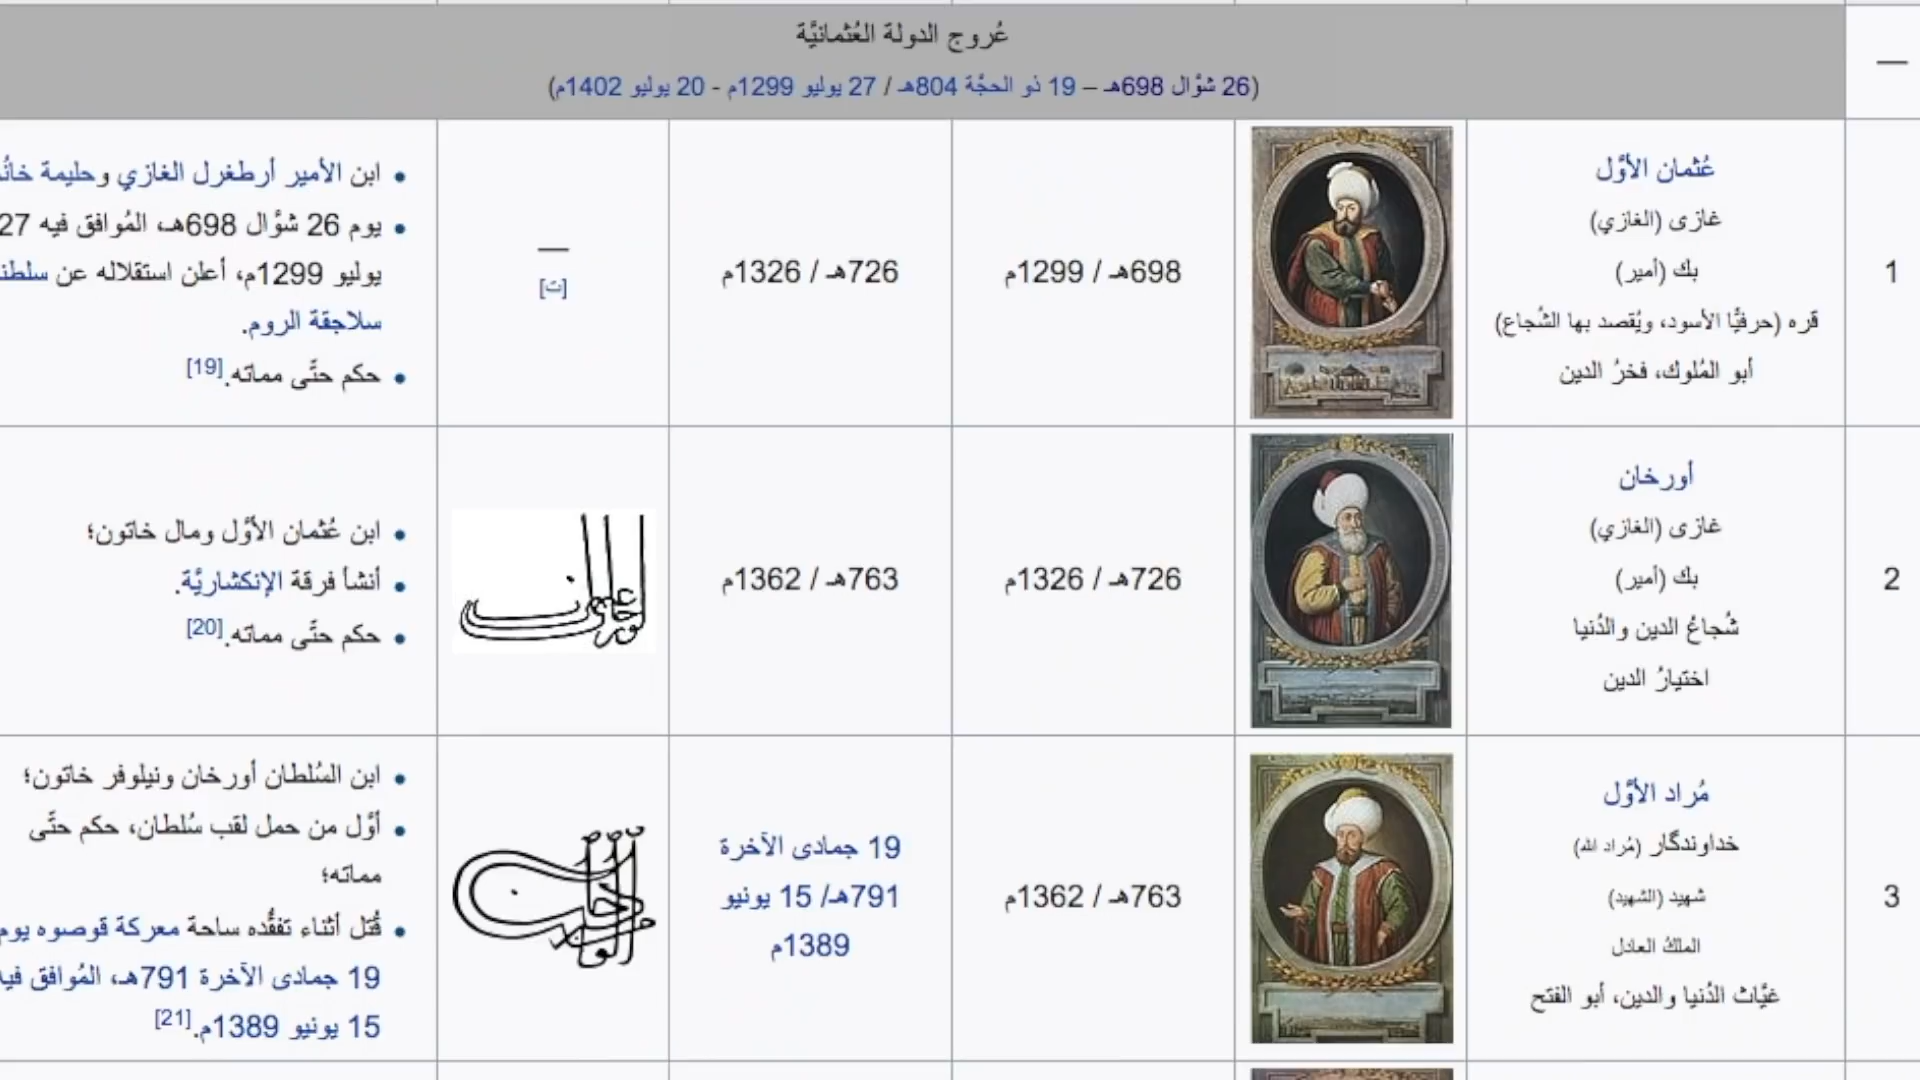 عُروج الدولة العُثمانيَّة
—
(26 شوَّال 698هـ – 19 ذو الحجَّة 804هـ / 27 يوليو 1299م - 20 يوليو 1402م)
1
عُثمان الأوَّل
غازى (الغازي)
بك (أمير)
قره (حرفيًّا الأسود، ويُقصد بها الشُجاع)
أبو المُلوك، فخرُ الدين
698هـ / 1299م
726هـ / 1326م
—
[ت]
ابن الأمير أرطغرل الغازي وحليمة
يوم 26 شوَّال 698هـ، المُوافق فيه 27
يوليو 1299م، أعلن استقلاله عن
سلاجقة الروم.
حكم حتَّى مماته.[19]
2
أورخان
غازى (الغازي)
بك (أمير)
شُجاعُ الدين والدُنيا
اختيارُ الدين
726هـ / 1326م
763هـ / 1362م
ابن عُثمان الأوَّل ومال خاتون؛
أنشأ فرقة الإنكشاريَّة.
حكم حتَّى مماته.[20]
3
مُراد الأوَّل
خداوندگار (مُراد الله)
شهيد (الشهيد)
الملكُ العادل
غيَّاث الدُنيا والدين، أبو الفتح
763هـ / 1362م
19 جمادى الآخرة
791هـ/ 15 يونيو
1389م
ابن السُلطان أورخان ونيلوفر خاتون؛
أوَّل من حمل لقب سُلطان، حكم حتَّى
مماته؛
قُتل أثناء تفقُّده ساحة معركة قوصوه يوم
19 جمادى الآخرة 791هـ، المُوافق فيه
15 يونيو 1389م.[21]